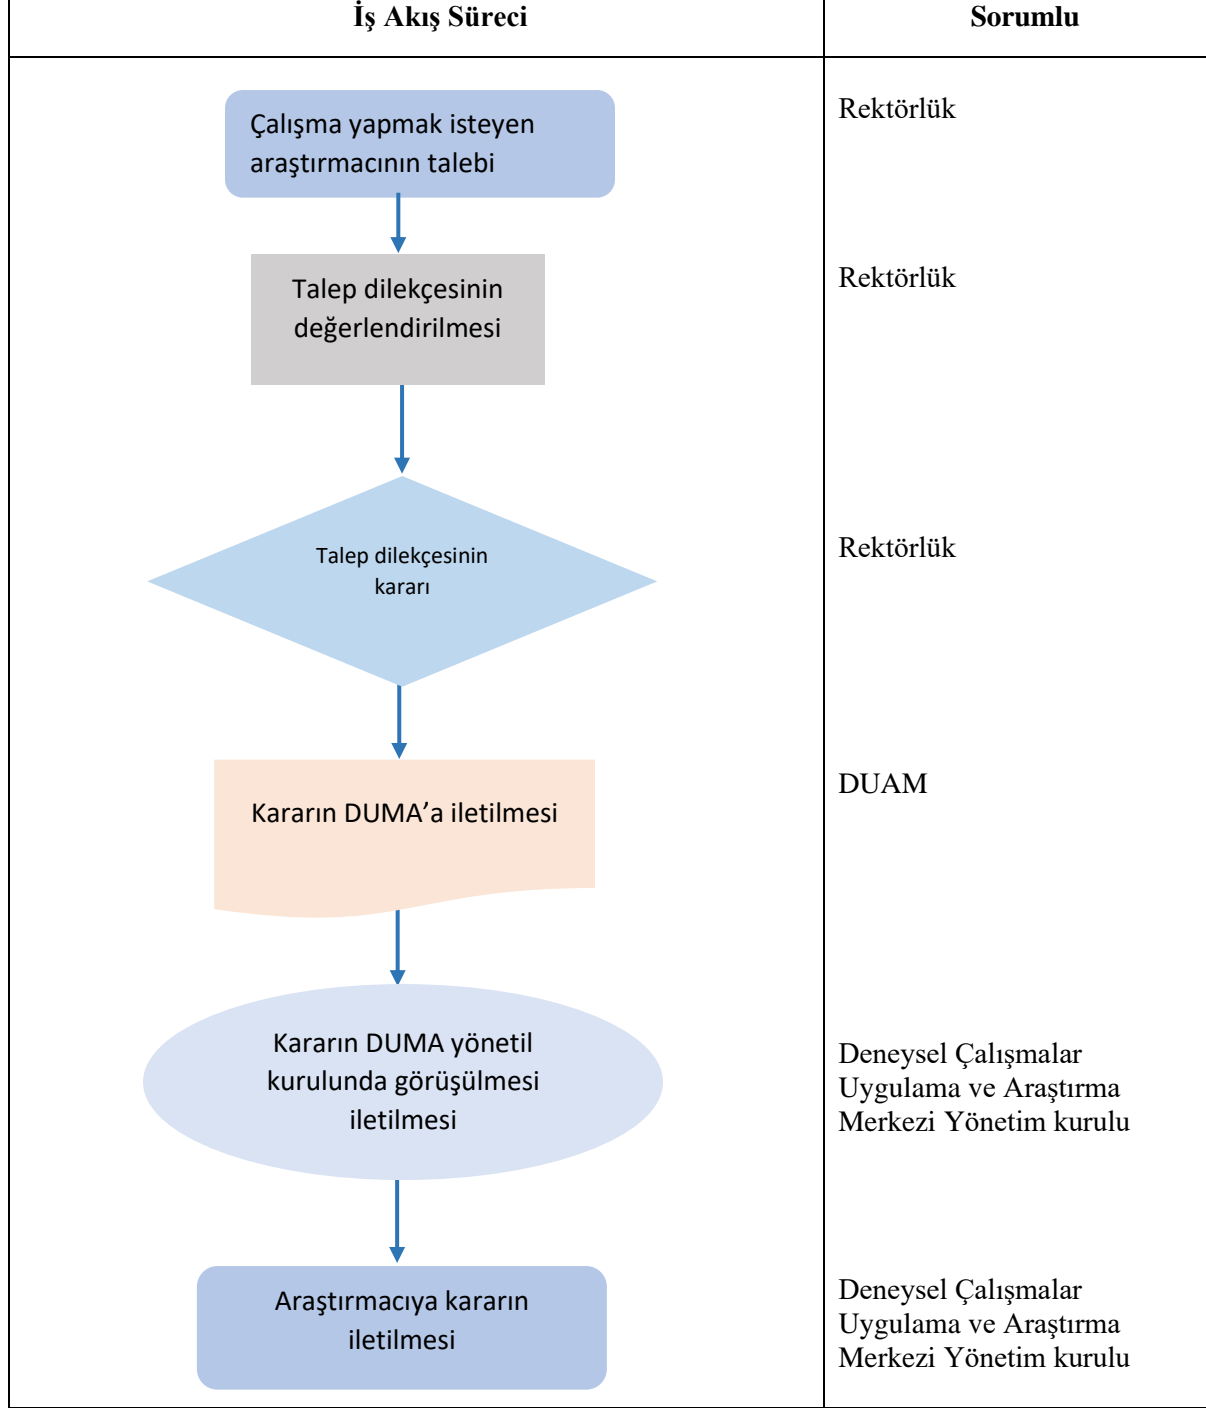 İş Akış Süreci
Sorumlu
Çalışma yapmak isteyen
araştırmacının talebi
Rektörlük
Talep dilekçesinin
değerlendirilmesi
Rektörlük
Talep dilekçesinin
kararı
Rektörlük
Kararın DUMA’a iletilmesi
DUAM
Kararın DUMA yönetil
kurulunda görüşülmesi
iletilmesi
Deneysel Çalışmalar
Uygulama ve Araştırma
Merkezi Yönetim kurulu
Araştırmacıya kararın
iletilmesi
Deneysel Çalışmalar
Uygulama ve Araştırma
Merkezi Yönetim kurulu